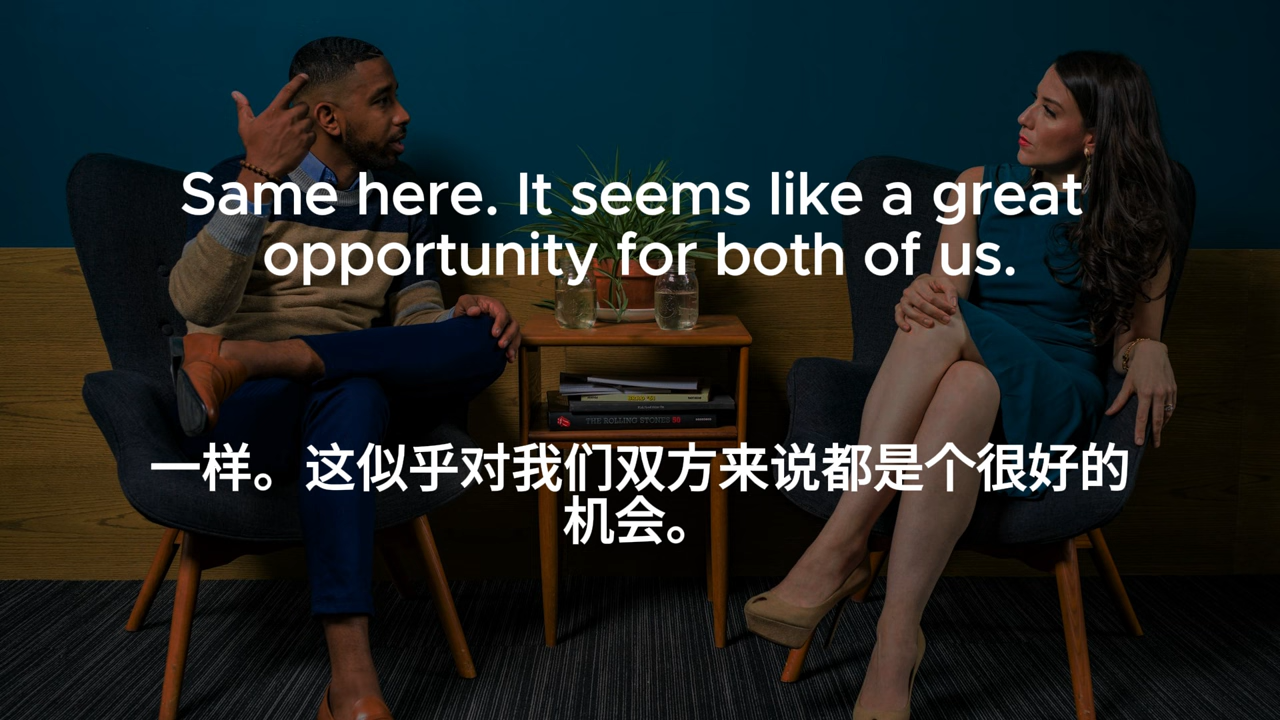 Same here. It seems like a great
opportunity for both of us.
THE ROLLING STONES
一样。这似乎对我们双方来说都是个很好的
机会。